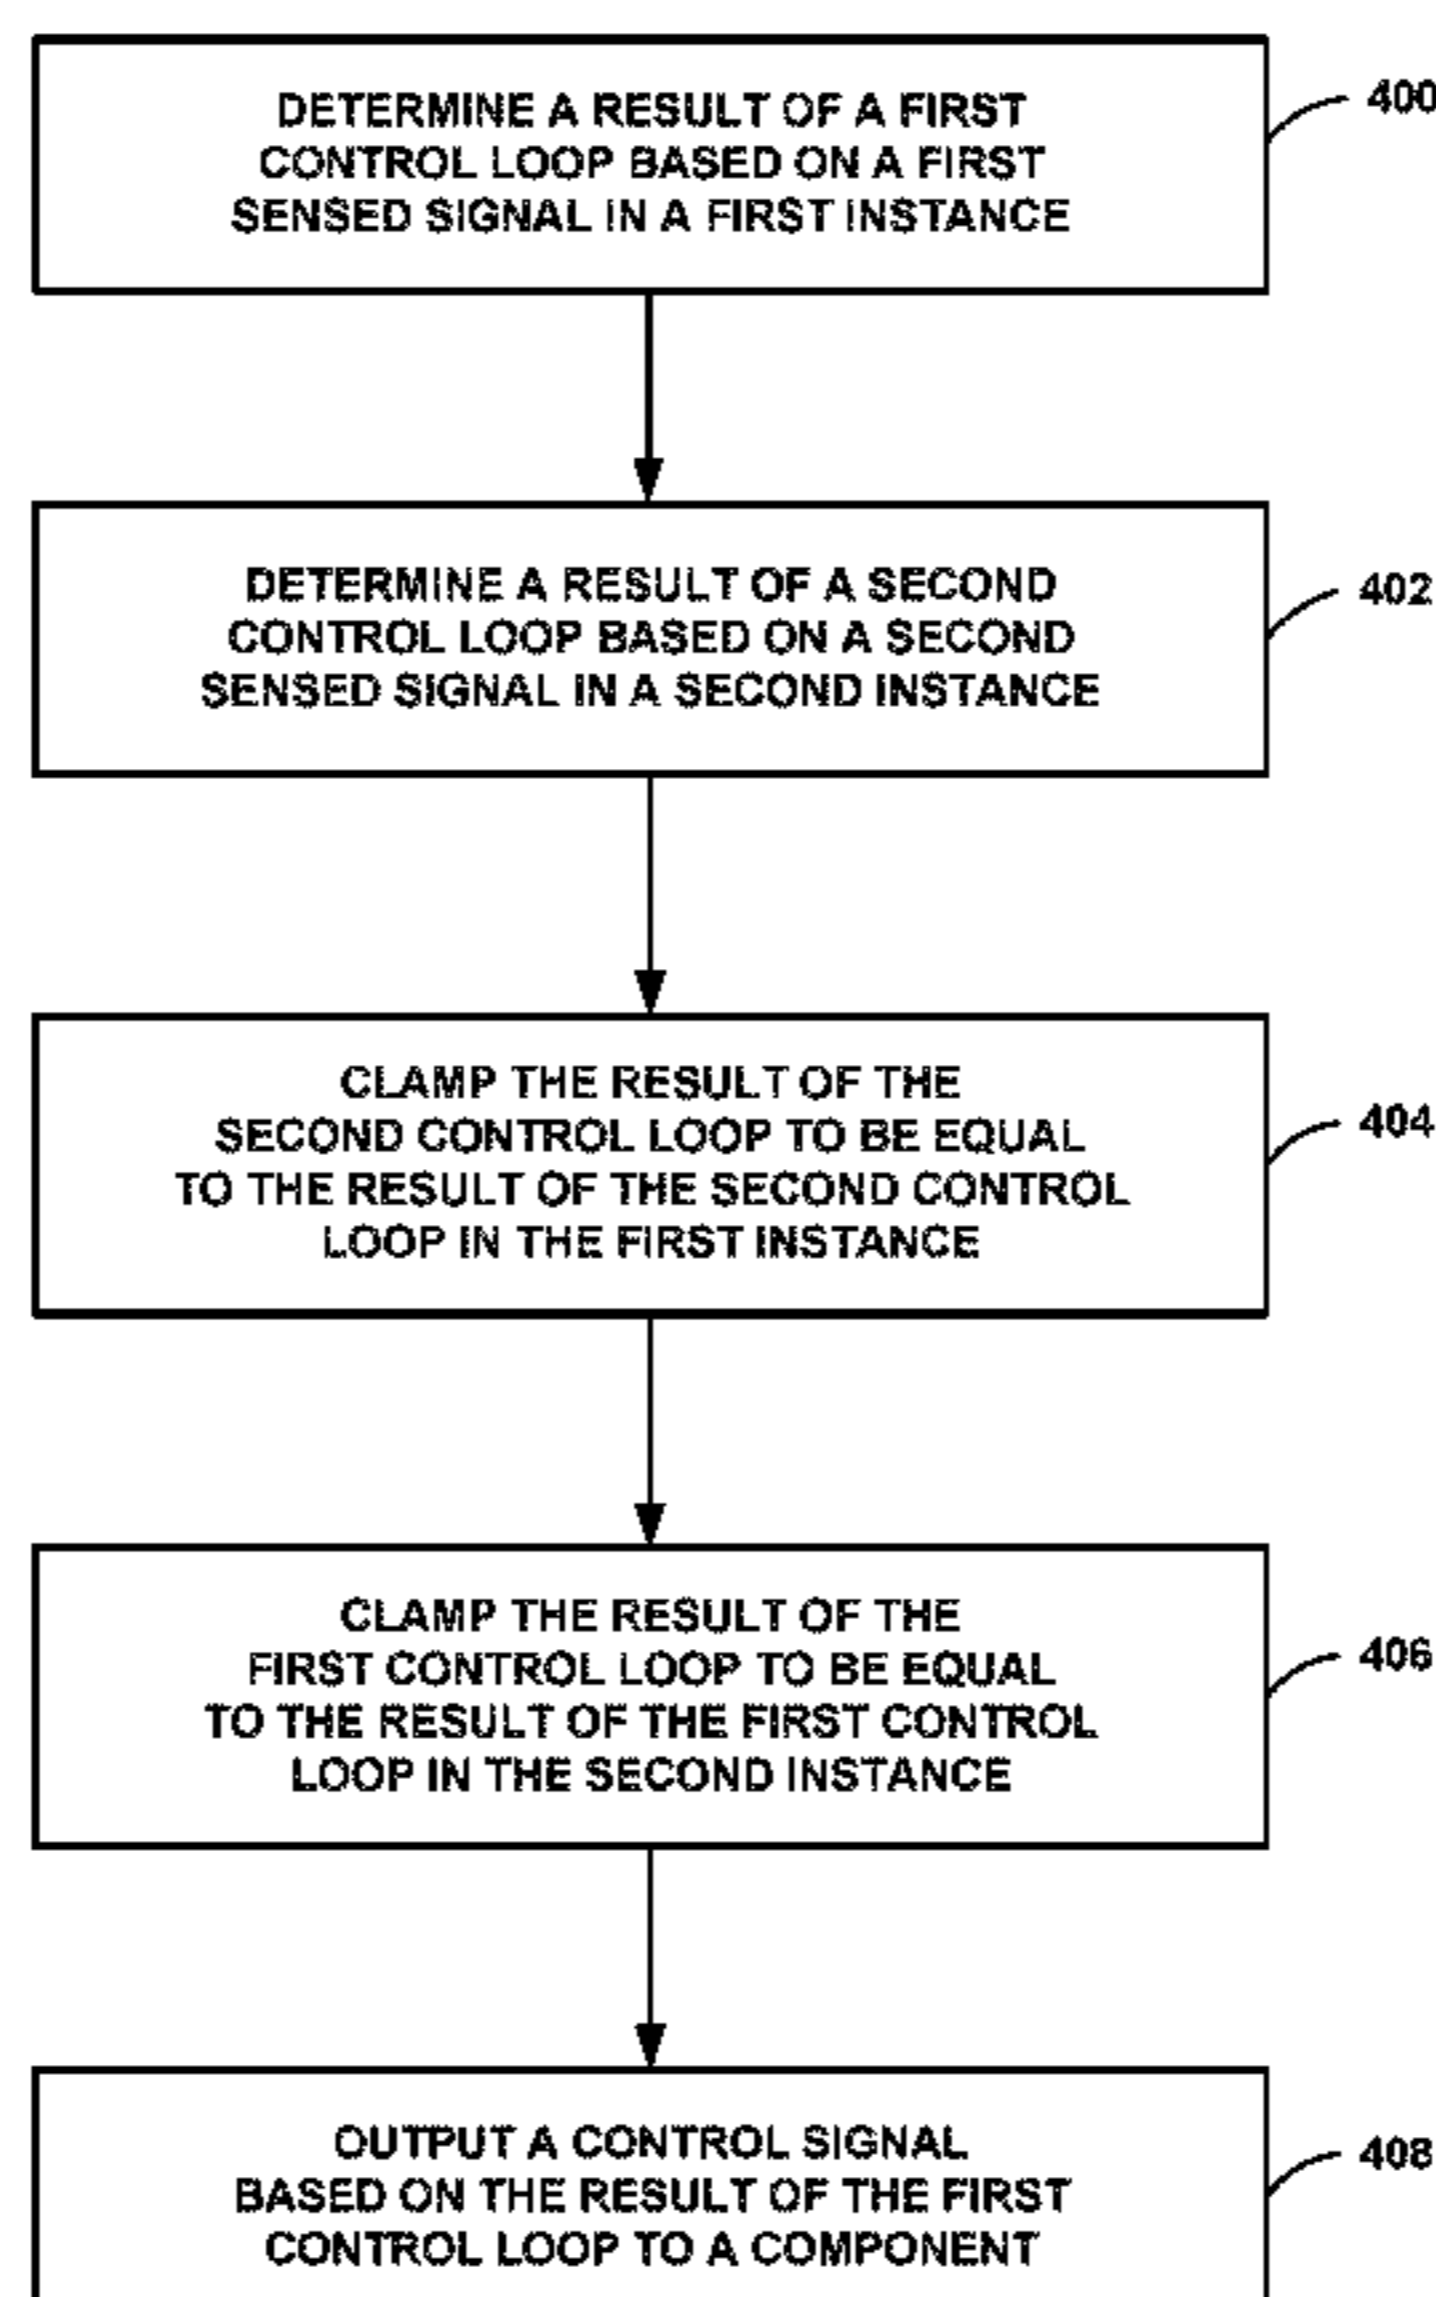 DETERMINE A RESULT OF A FIRST
CONTROL LOOP BASED ON A FIRST
SENSED SIGNAL IN A FIRST INSTANCE
400
DETERMINE A RESULT OF A SECOND
CONTROL LOOP BASED ON A SECOND
SENSED SIGNAL IN A SECOND INSTANCE
402
CLAMP THE RESULT OF THE
SECOND CONTROL LOOP TO BE EQUAL
TO THE RESULT OF THE SECOND CONTROL
LOOP IN THE FIRST INSTANCE
404
CLAMP THE RESULT OF THE
FIRST CONTROL LOOP TO BE EQUAL
TO THE RESULT OF THE FIRST CONTROL
LOOP IN THE SECOND INSTANCE
406
OUTPUT A CONTROL SIGNAL
BASED ON THE RESULT OF THE FIRST
CONTROL LOOP TO A COMPONENT
408